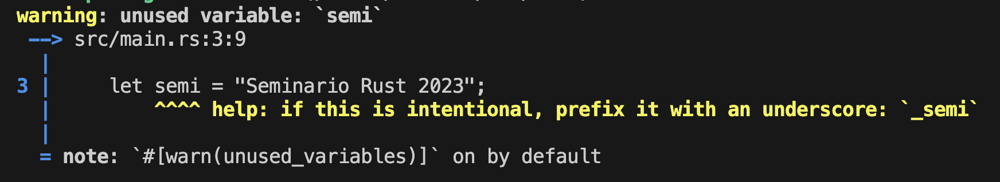 warning: unused variable: `semi`
 --> src/main.rs:3:9
  |
3 |     let semi = "Seminario Rust 2023";
  |         ^^^^ help: if this is intentional, prefix it with an underscore: `_semi`
  |
  = note: `#[warn(unused_variables)]` on by default